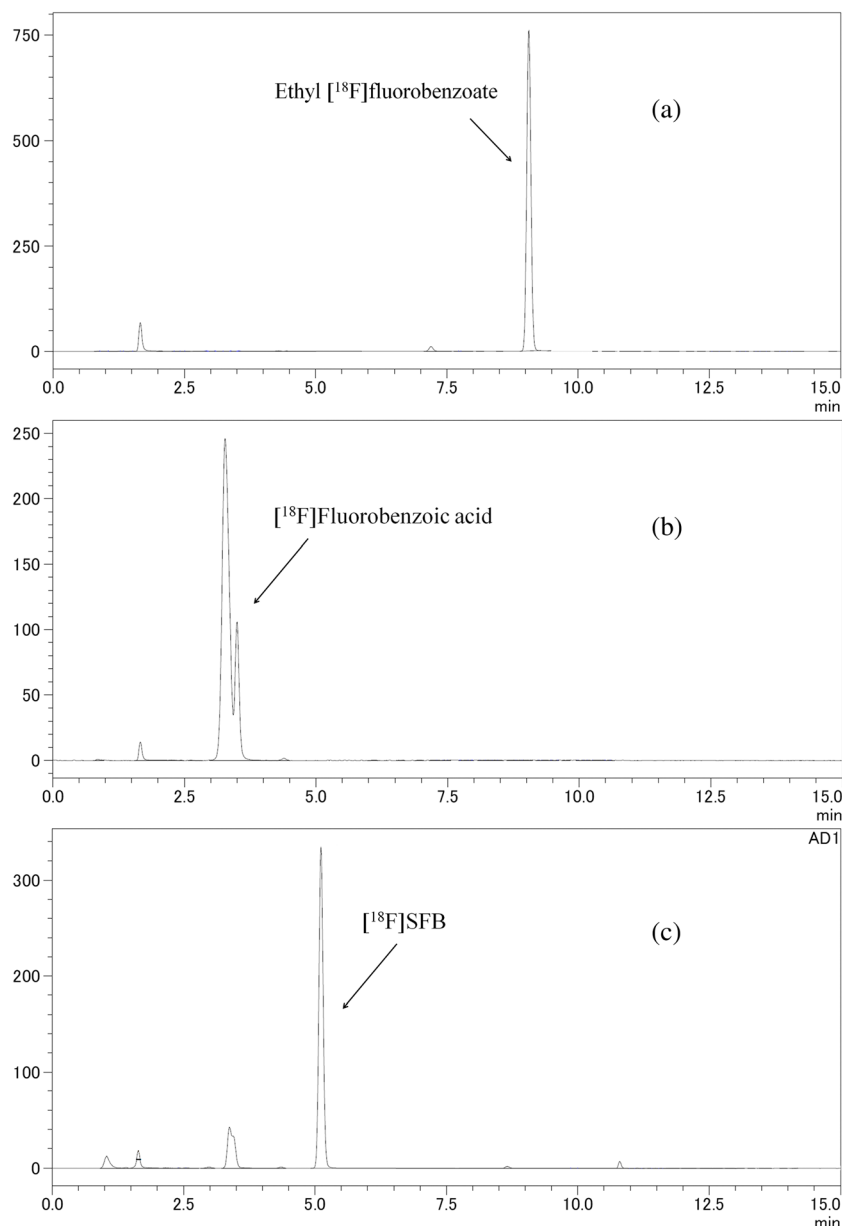 750
Ethyl [¹⁸F]fluorobenzoate
(a)
500
250
0
0.0 2.5 5.0 7.5 10.0 12.5 15.0
min
250
200
[¹⁸F]Fluorobenzoic acid
(b)
150
100
50
0
0.0 2.5 5.0 7.5 10.0 12.5 15.0
min
AD1
300
[¹⁸F]SFB
(c)
200
100
0
0.0 2.5 5.0 7.5 10.0 12.5 15.0
min